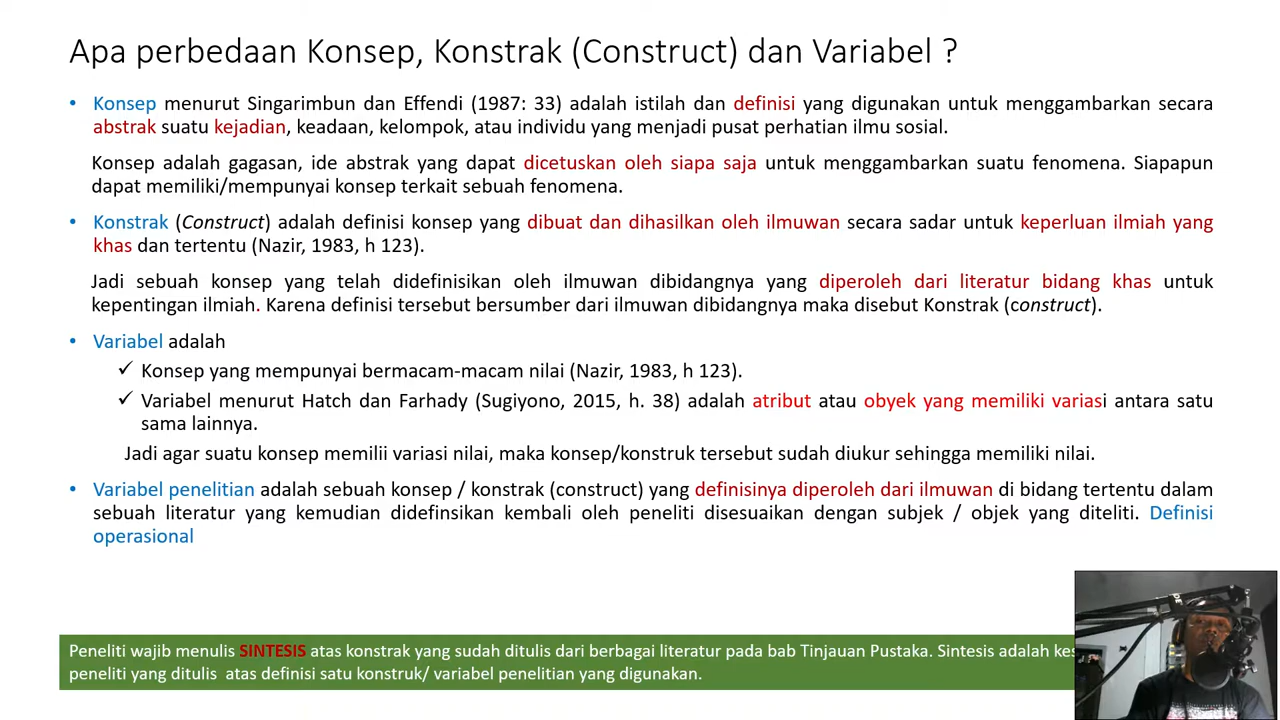 Apa perbedaan Konsep, Konstrak (Construct) dan Variabel ?
• Konsep menurut Singarimbun dan Effendi (1987: 33) adalah istilah dan definisi yang digunakan untuk menggambarkan secara
abstrak suatu kejadian, keadaan, kelompok, atau individu yang menjadi pusat perhatian ilmu sosial.
Konsep adalah gagasan, ide abstrak yang dapat dicetuskan oleh siapa saja untuk menggambarkan suatu fenomena. Siapapun
dapat memiliki/mempunyai konsep terkait sebuah fenomena.
• Konstrak (Construct) adalah definisi konsep yang dibuat dan dihasilkan oleh ilmuwan secara sadar untuk keperluan ilmiah yang
khas dan tertentu (Nazir, 1983, h 123).
Jadi sebuah konsep yang telah didefinisikan oleh ilmuwan dibidangnya yang diperoleh dari literatur bidang khas untuk
kepentingan ilmiah. Karena definisi tersebut bersumber dari ilmuwan dibidangnya maka disebut Konstrak (construct).
• Variabel adalah
✓ Konsep yang mempunyai bermacam-macam nilai (Nazir, 1983, h 123).
✓ Variabel menurut Hatch dan Farhady (Sugiyono, 2015, h. 38) adalah atribut atau obyek yang memiliki variasi antara satu
sama lainnya.
Jadi agar suatu konsep memilii variasi nilai, maka konsep/konstruk tersebut sudah diukur sehingga memiliki nilai.
• Variabel penelitian adalah sebuah konsep / konstrak (construct) yang definisinya diperoleh dari ilmuwan di bidang tertentu dalam
sebuah literatur yang kemudian didefinsikan kembali oleh peneliti disesuaikan dengan subjek / objek yang diteliti. Definisi
operasional
Peneliti wajib menulis SINTESIS atas konstrak yang sudah ditulis dari berbagai literatur pada bab Tinjauan Pustaka. Sintesis adalah
peneliti yang ditulis atas definisi satu konstruk/ variabel penelitian yang digunakan.